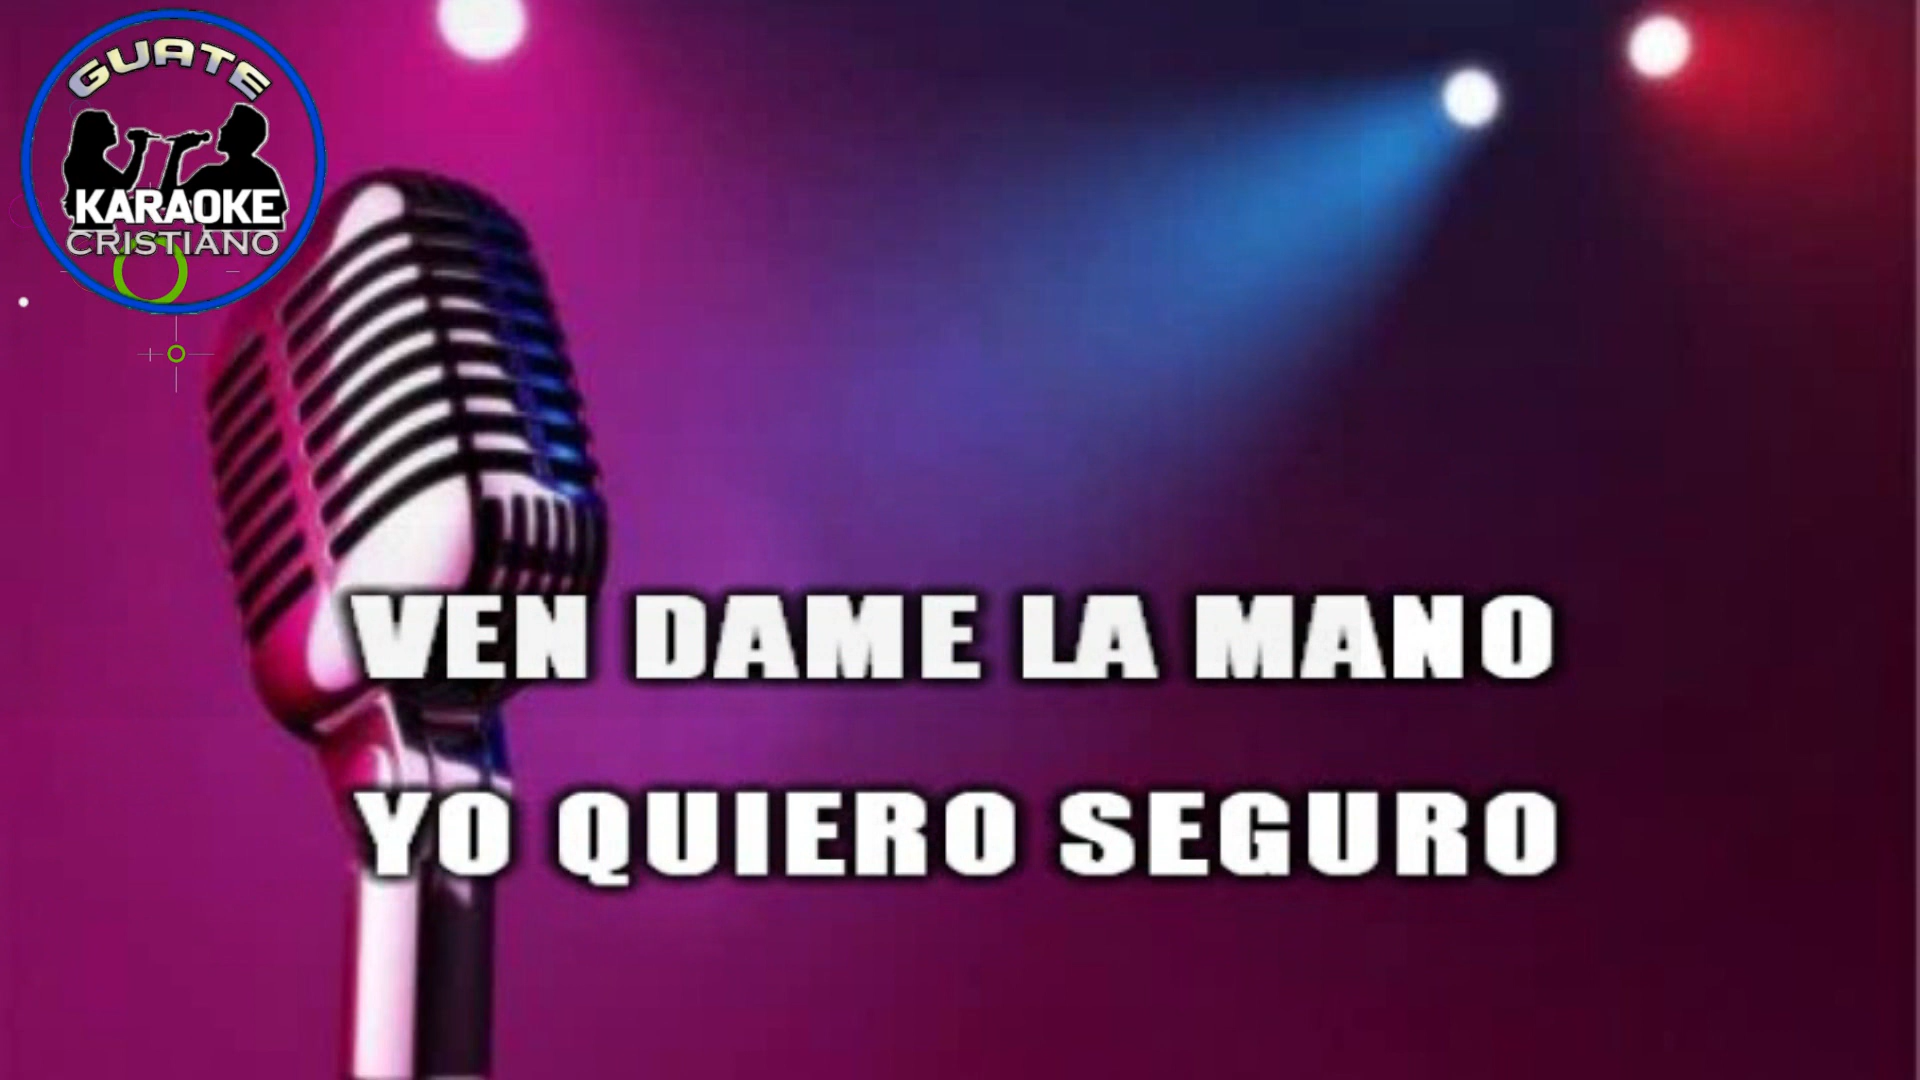 GUATE
KARAOKE
CRISTIANO
VEN DAME LA MANO
YO QUIERO SEGURO